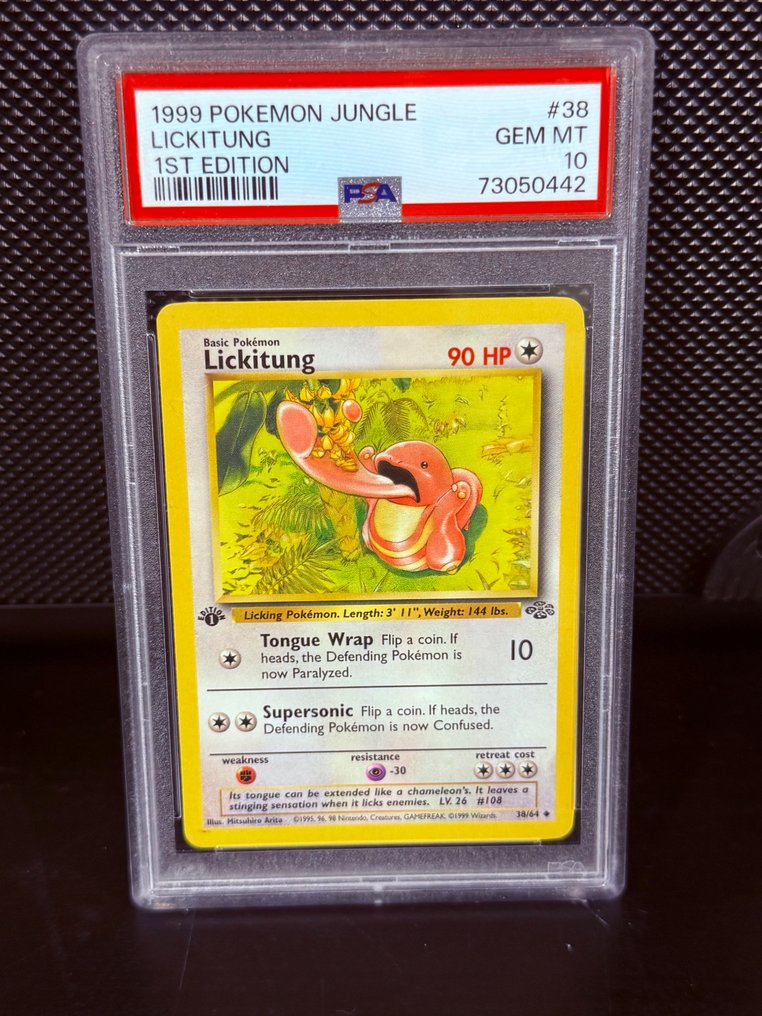 1999 POKEMON JUNGLE #38
LICKITUNG GEM MT
1ST EDITION 10
PSA 73050442
Basic Pokémon
Lickitung 90 HP
EDITION 1
Licking Pokémon. Length: 3' 11", Weight: 144 lbs.
Tongue Wrap Flip a coin. If
heads, the Defending Pokémon is
now Paralyzed.
10
Supersonic Flip a coin. If heads, the
Defending Pokémon is now Confused.
weakness resistance retreat cost
-30
Its tongue can be extended like a chameleon's. It leaves a
stinging sensation when it licks enemies. LV. 26 #108
Illus. Mitsuhiro Arita ©1995, 96, 98 Nintendo, Creatures, GAMEFREAK. ©1999 Wizards. 38/64
PSA